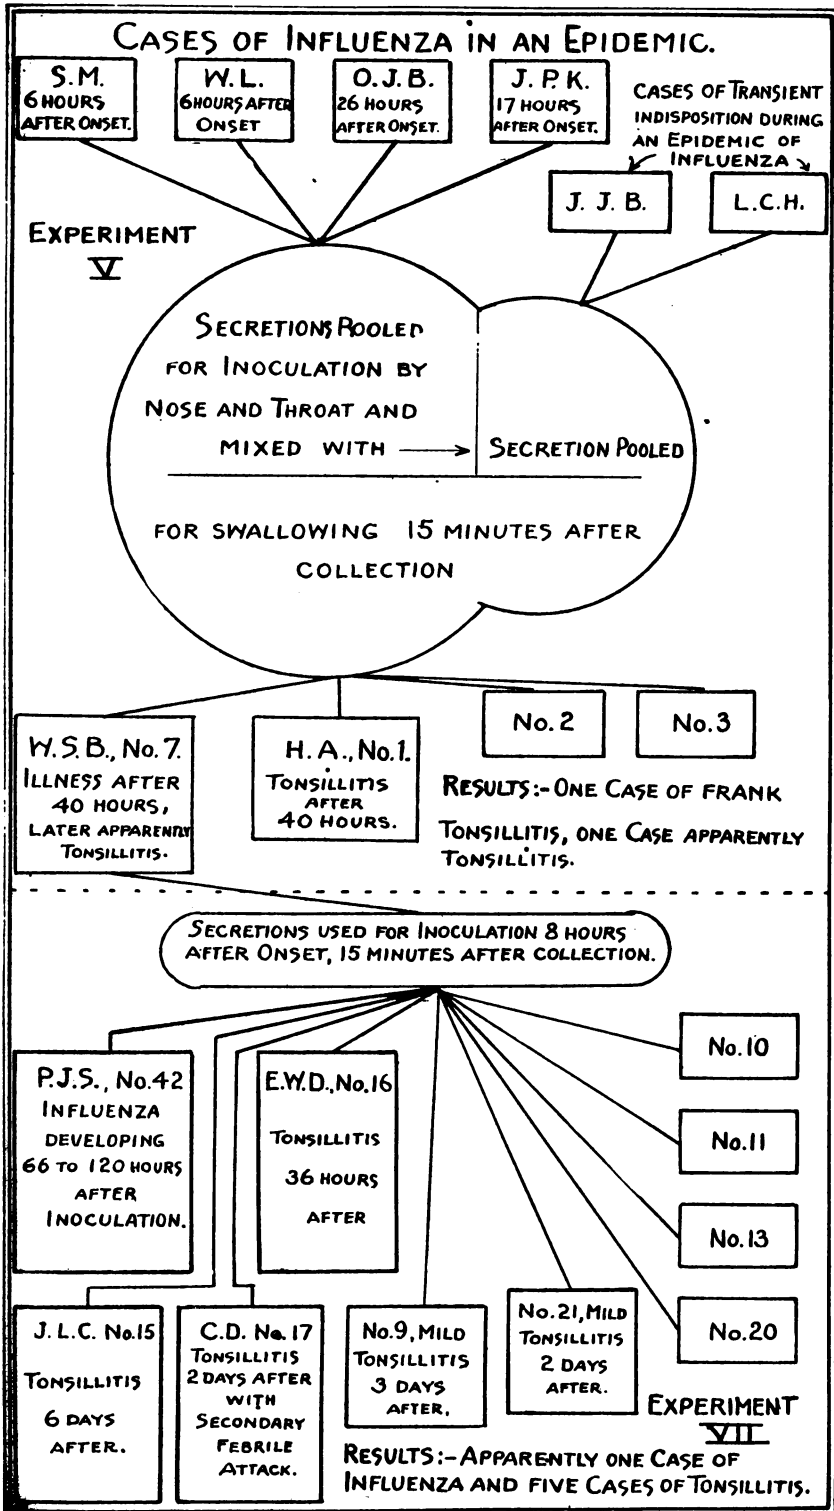 CASES OF INFLUENZA IN AN EPIDEMIC.
S.M.
6 HOURS
AFTER ONSET.
W.L.
6 HOURS AFTER
ONSET
O.J.B.
26 HOURS
AFTER ONSET.
J.P.K.
17 HOURS
AFTER ONSET.
CASES OF TRANSIENT
INDISPOSITION DURING
AN EPIDEMIC OF
INFLUENZA
J. J. B.
L.C.H.
EXPERIMENT
V
SECRETIONS POOLED
FOR INOCULATION BY
NOSE AND THROAT AND
MIXED WITH
SECRETION POOLED
FOR SWALLOWING 15 MINUTES AFTER
COLLECTION
W.S.B., No. 7.
ILLNESS AFTER
40 HOURS,
LATER APPARENTLY
TONSILLITIS.
H.A., No. 1.
TONSILLITIS
AFTER
40 HOURS.
No. 2
No. 3
RESULTS:- ONE CASE OF FRANK
TONSILLITIS, ONE CASE APPARENTLY
TONSILLITIS.
SECRETIONS USED FOR INOCULATION 8 HOURS
AFTER ONSET, 15 MINUTES AFTER COLLECTION.
P.J.S., No. 42
INFLUENZA
DEVELOPING
66 TO 120 HOURS
AFTER
INOCULATION.
E.W.D., No. 16
TONSILLITIS
36 HOURS
AFTER
No. 10
No. 11
No. 13
No. 20
J.L.C. No. 15
TONSILLITIS
6 DAYS
AFTER.
C.D. No. 17
TONSILLITIS
2 DAYS AFTER
WITH
SECONDARY
FEBRILE
ATTACK.
No. 9, MILD
TONSILLITIS
3 DAYS
AFTER.
No. 21, MILD
TONSILLITIS
2 DAYS
AFTER.
EXPERIMENT
VII
RESULTS:- APPARENTLY ONE CASE OF
INFLUENZA AND FIVE CASES OF TONSILLITIS.